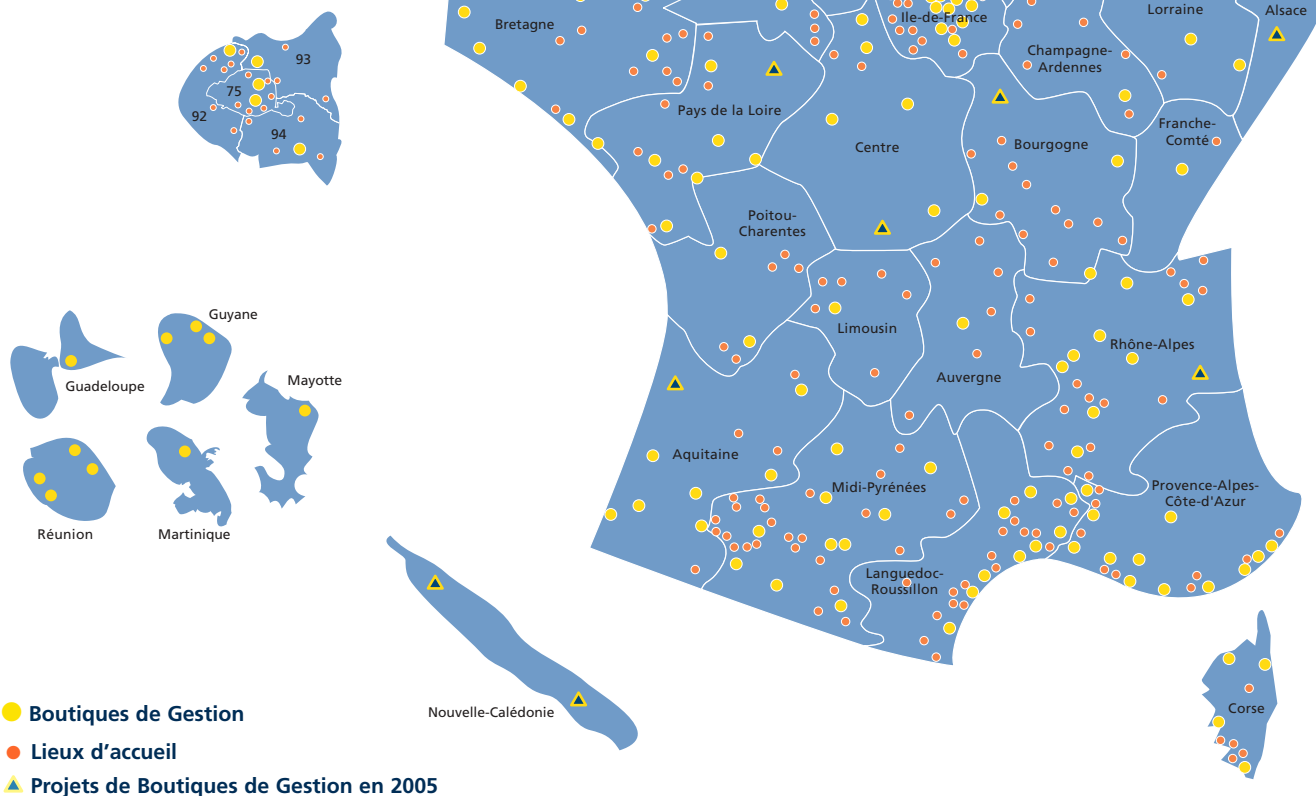 Bretagne
Ile-de-France
Lorraine
Alsace
Champagne-
Ardennes
93
75
92
94
Pays de la Loire
Centre
Bourgogne
Franche-
Comté
Poitou-
Charentes
Guyane
Guadeloupe
Mayotte
Limousin
Rhône-Alpes
Auvergne
Aquitaine
Midi-Pyrénées
Provence-Alpes-
Côte-d'Azur
Réunion
Martinique
Languedoc-
Roussillon
Nouvelle-Calédonie
Corse
Boutiques de Gestion
Lieux d’accueil
Projets de Boutiques de Gestion en 2005